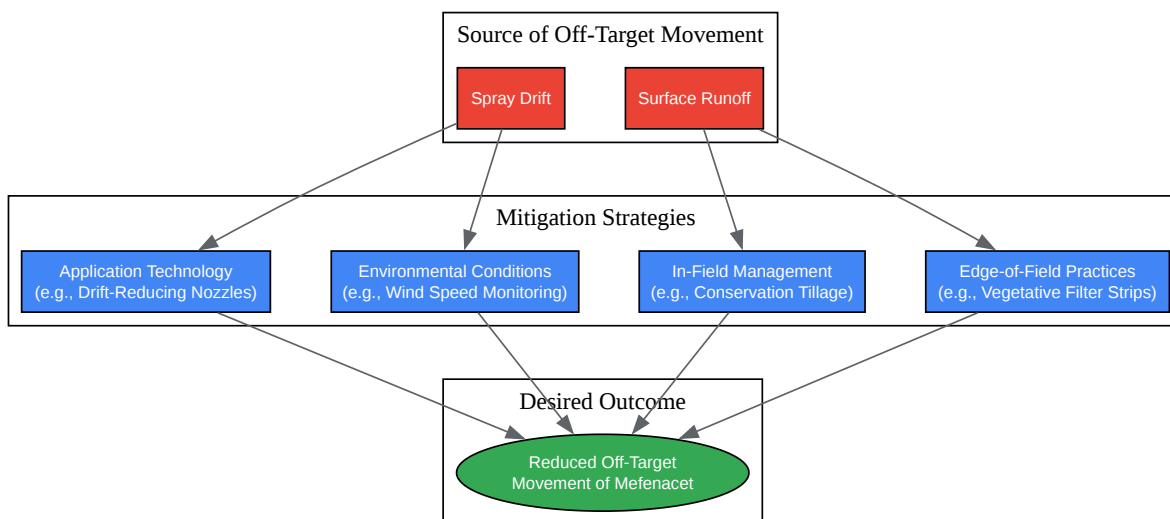 Source of Off-Target Movement
Spray Drift
Surface Runoff
Mitigation Strategies
Application Technology
(e.g., Drift-Reducing Nozzles)
Environmental Conditions
(e.g., Wind Speed Monitoring)
In-Field Management
(e.g., Conservation Tillage)
Edge-of-Field Practices
(e.g., Vegetative Filter Strips)
Desired Outcome
Reduced Off-Target
Movement of Mefenacet